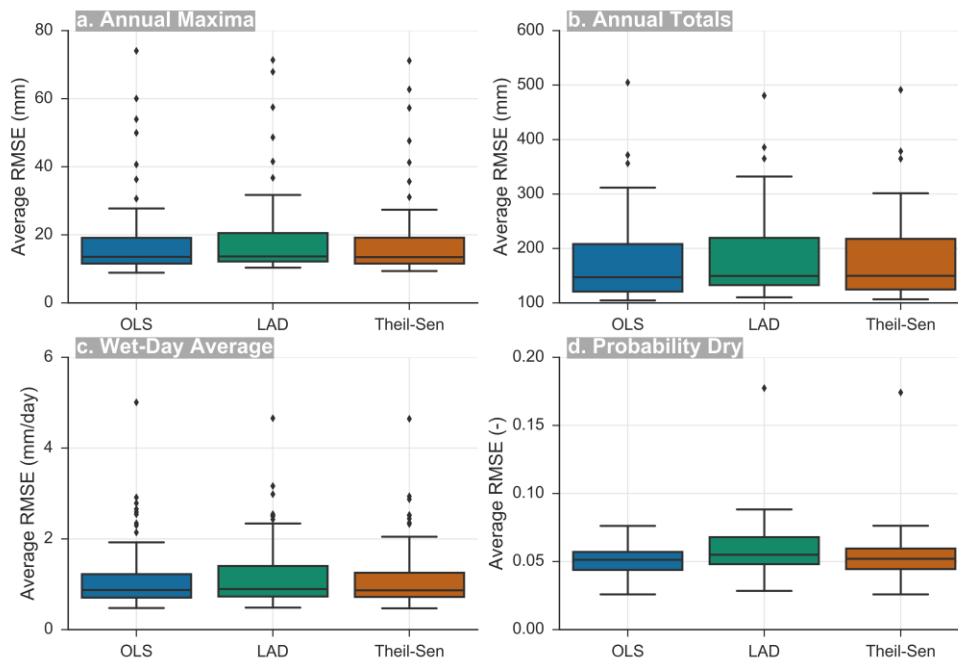 a. Annual Maxima
Average RMSE (mm)
80
60
40
20
0
OLS LAD Theil-Sen
b. Annual Totals
Average RMSE (mm)
600
500
400
300
200
100
OLS LAD Theil-Sen
c. Wet-Day Average
Average RMSE (mm/day)
6
4
2
0
OLS LAD Theil-Sen
d. Probability Dry
Average RMSE (-)
0.20
0.15
0.10
0.05
0.00
OLS LAD Theil-Sen